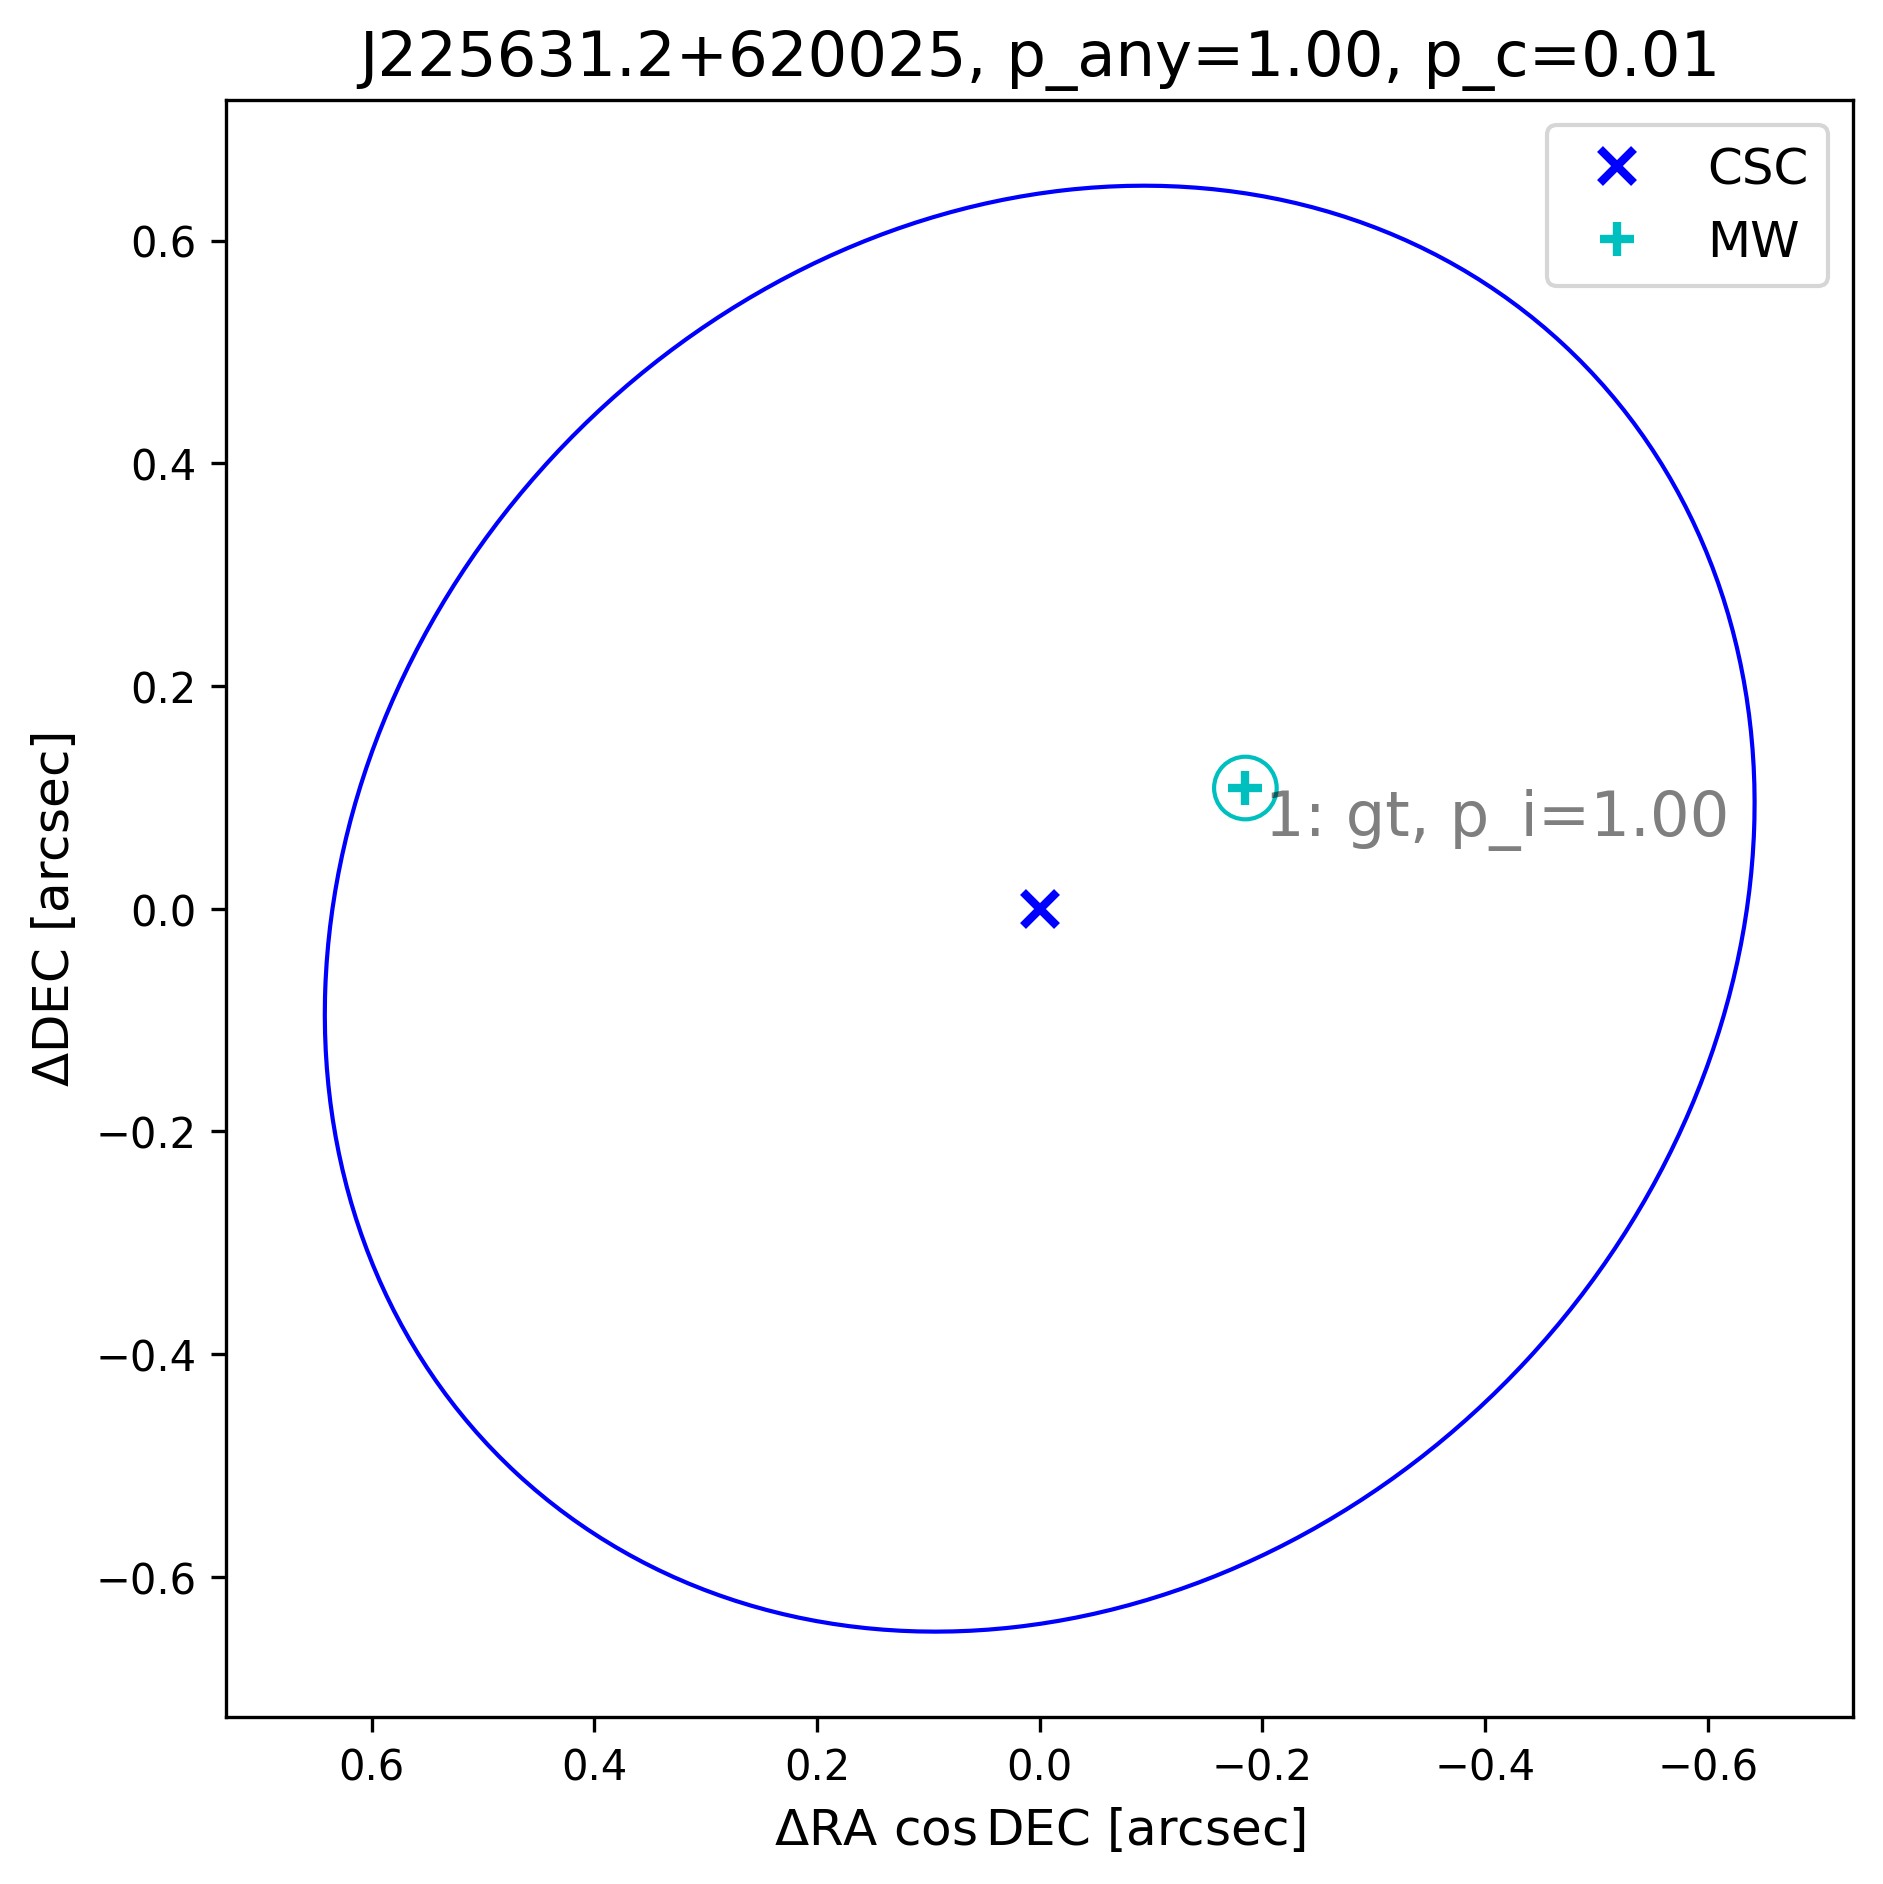 J225631.2+620025, p_any=1.00, p_c=0.01
CSC
MW
0.6
0.4
0.2
0.0
−0.2
−0.4
−0.6
ΔDEC [arcsec]
1: gt, p_i=1.00
0.6 0.4 0.2 0.0 −0.2 −0.4 −0.6
ΔRA cos DEC [arcsec]